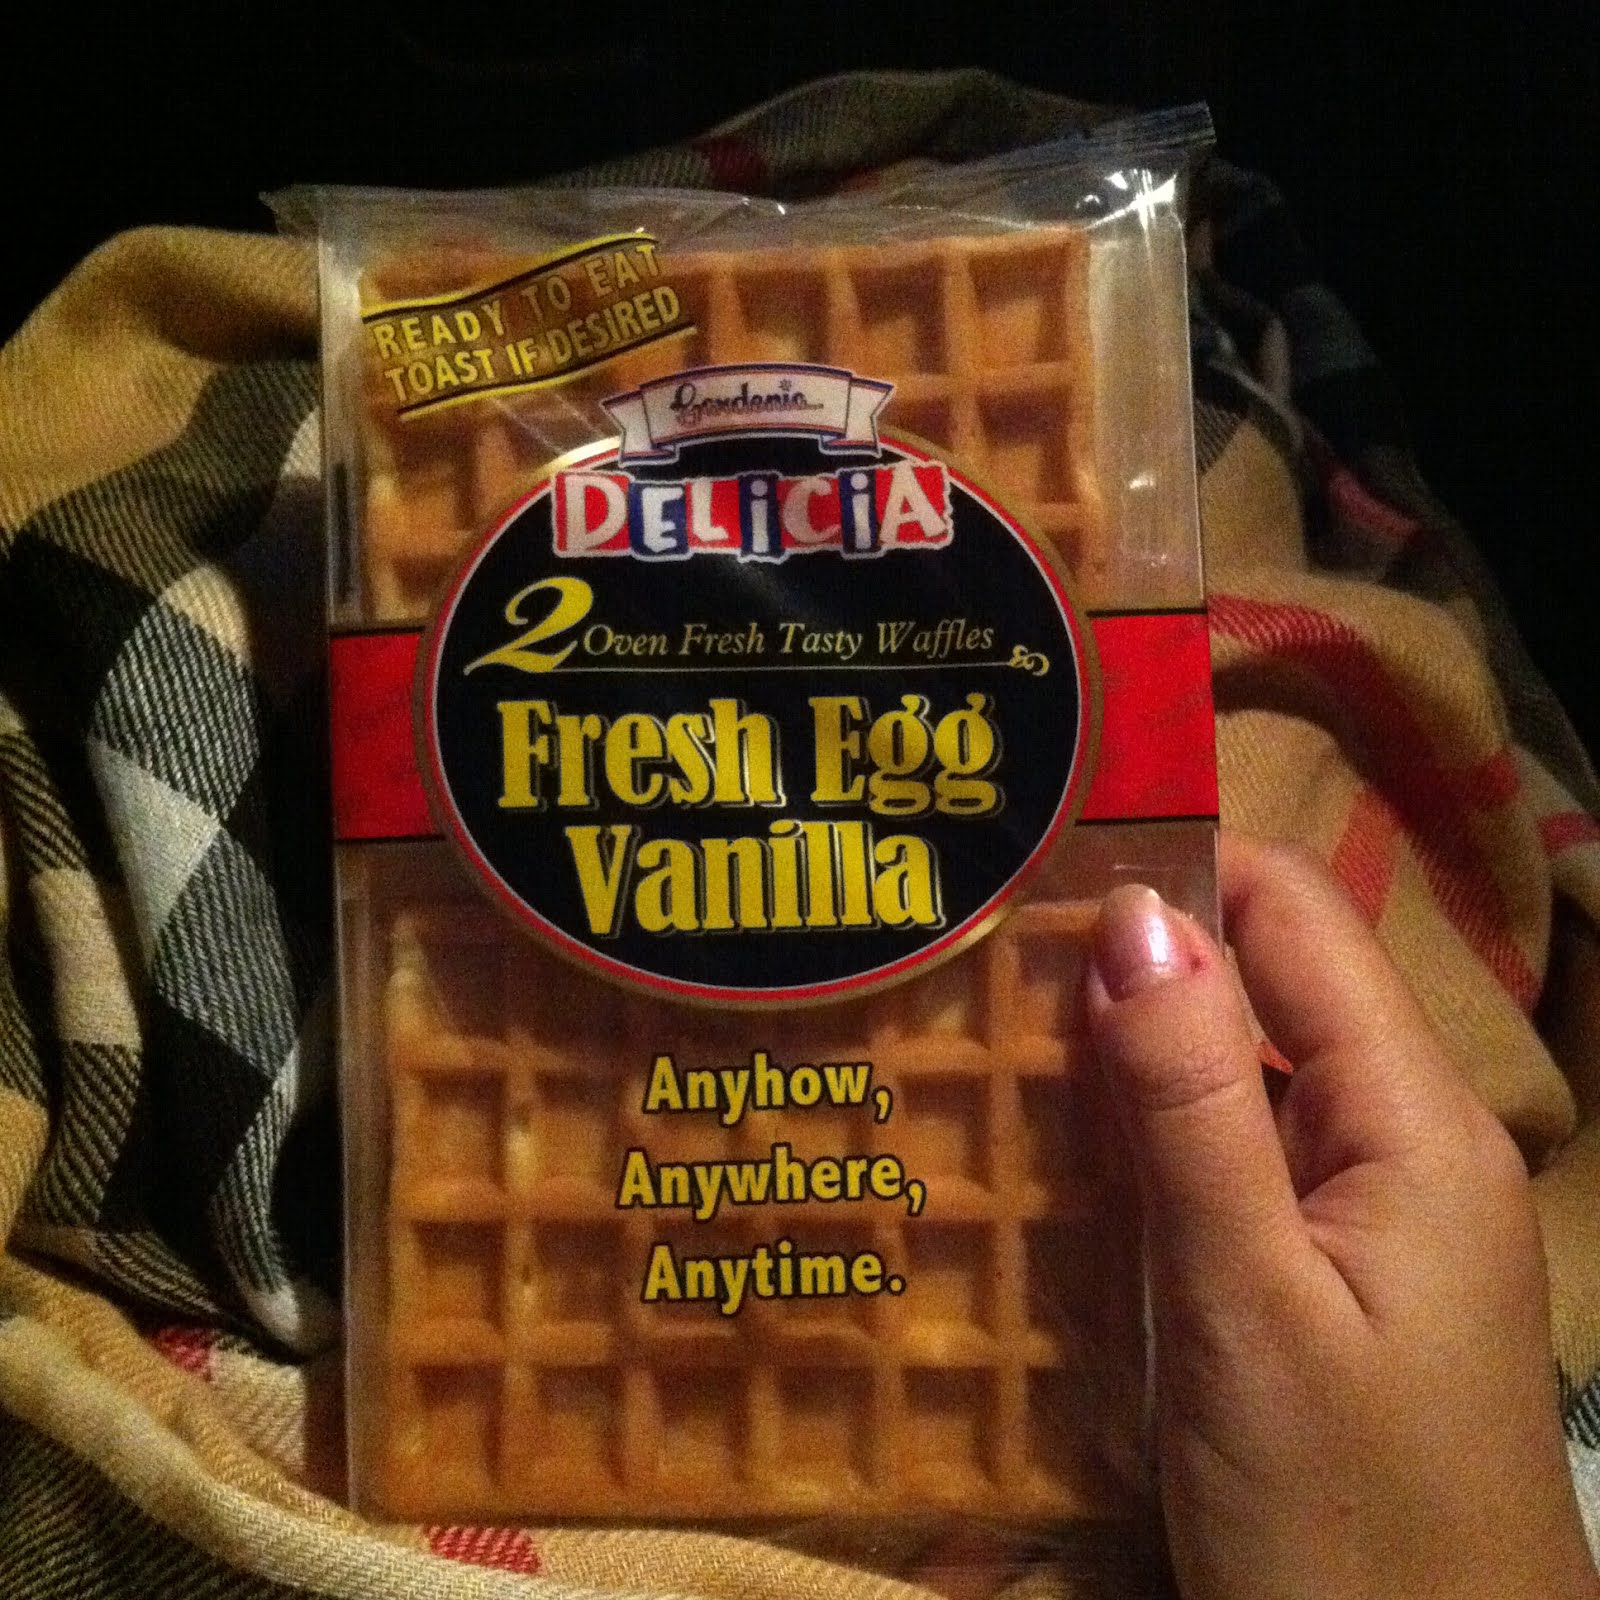 READY TO EAT
TOAST IF DESIRED
Gardenia
DELiCiA
2 Oven Fresh Tasty Waffles
Fresh Egg
Vanilla
Anyhow,
Anywhere,
Anytime.